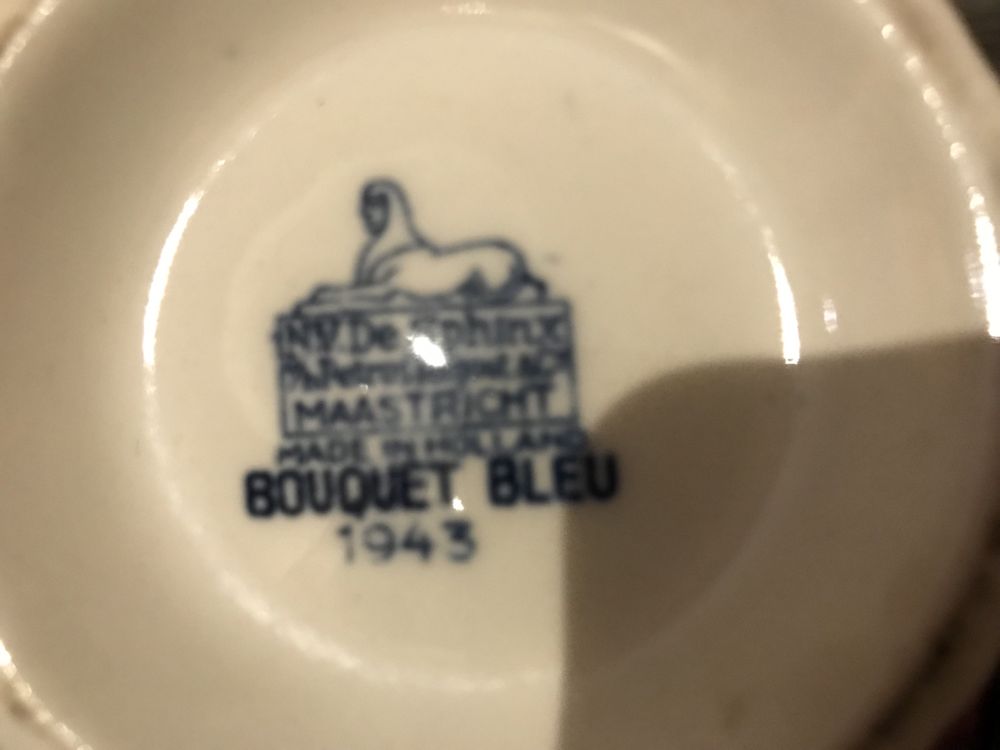 N.V. De Sphinx
MAASTRICHT
MADE IN HOLLAND
BOUQUET BLEU
1943